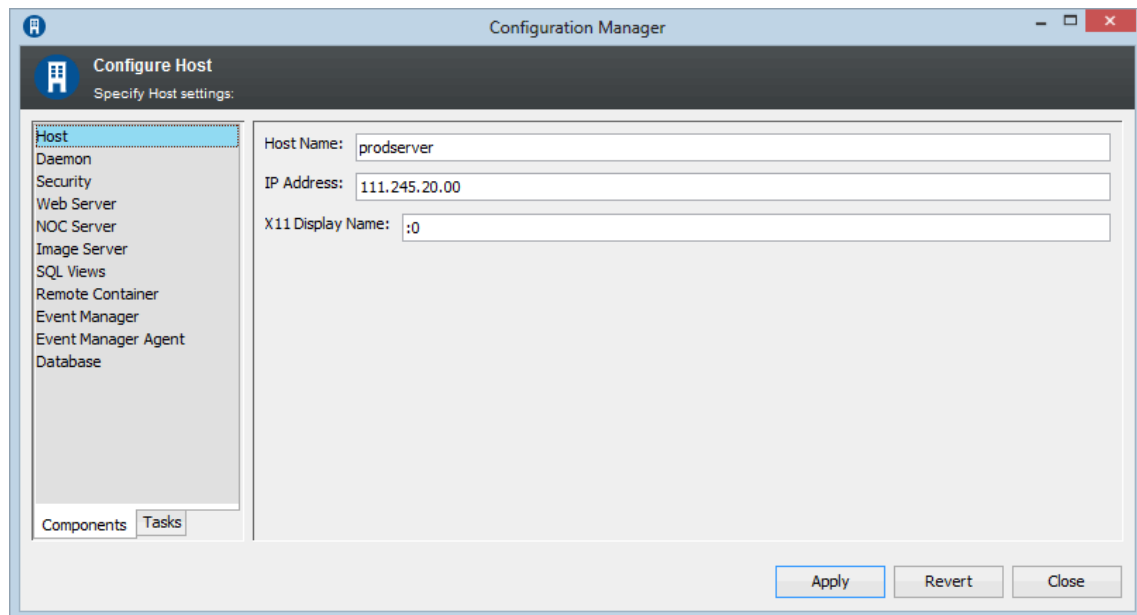 Configuration Manager
Configure Host
Specify Host settings:
Host
Daemon
Security
Web Server
NOC Server
Image Server
SQL Views
Remote Container
Event Manager
Event Manager Agent
Database
Components Tasks
Host Name: prodserver
IP Address: 111.245.20.00
X11 Display Name: :0
Apply Revert Close